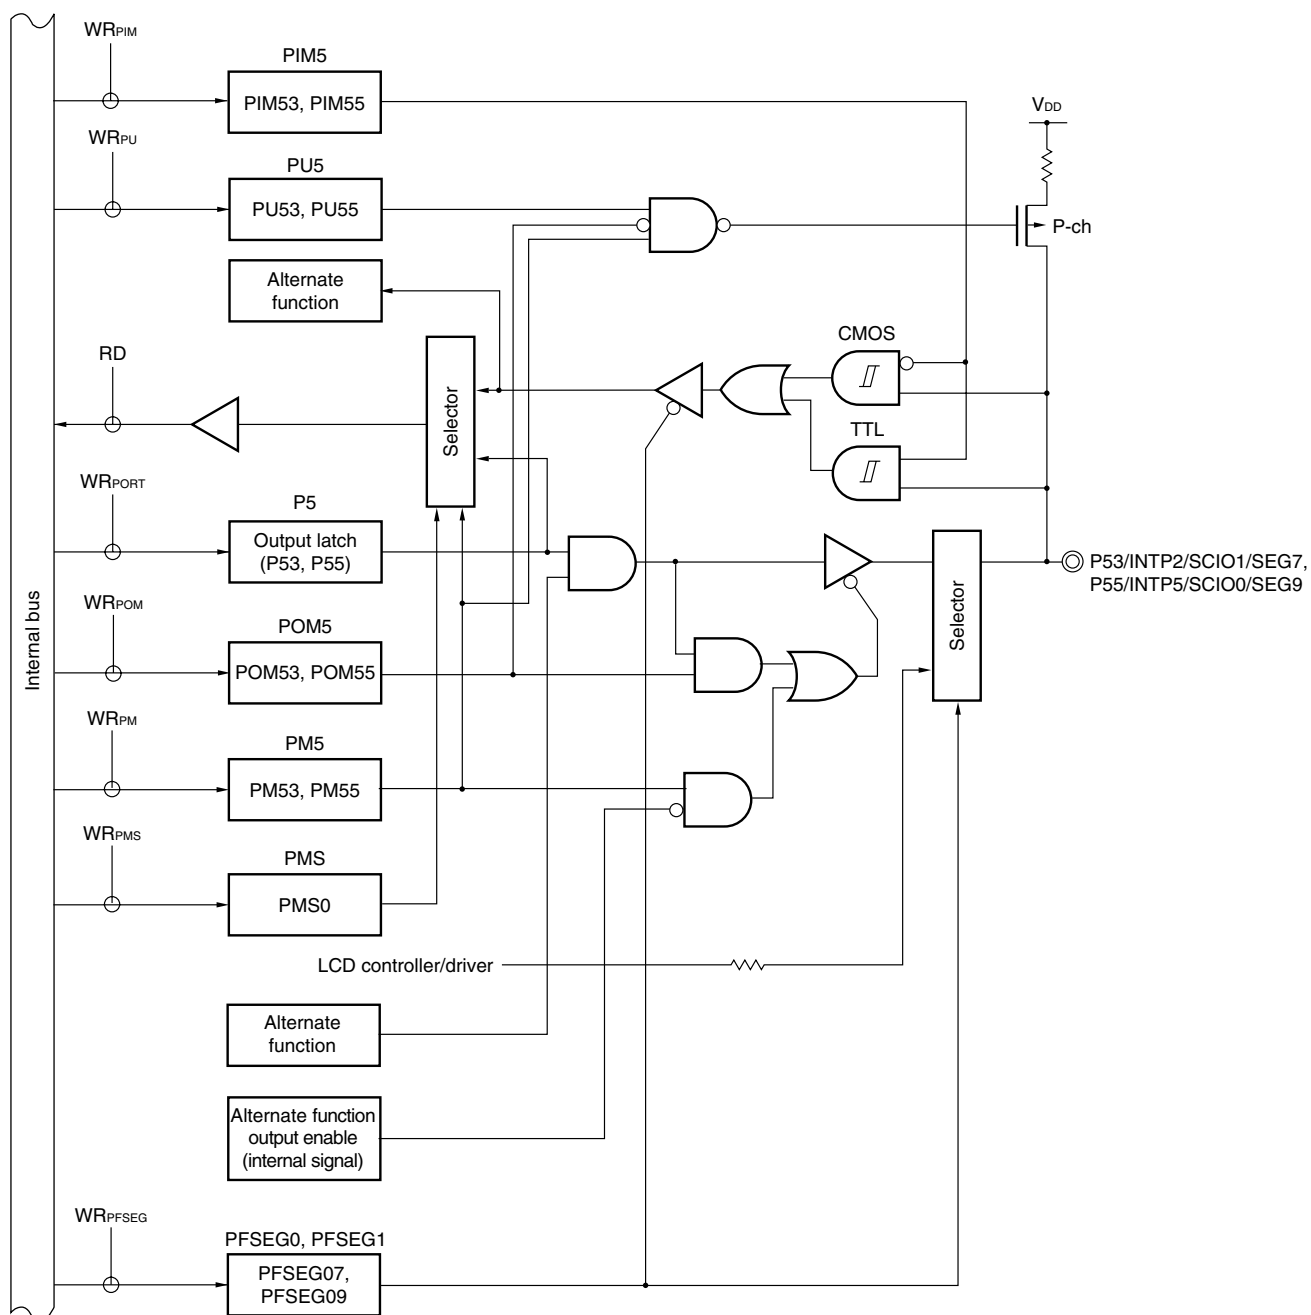 WRPIM
PIM5
PIM53, PIM55
VDD
WRPU
PU5
PU53, PU55
P-ch
Alternate
function
CMOS
RD
Selector
TTL
WRPORT
P5
Output latch
(P53, P55)
P53/INTP2/SCIO1/SEG7,
P55/INTP5/SCIO0/SEG9
Internal bus
WRPOM
POM5
POM53, POM55
Selector
WRPM
PM5
PM53, PM55
WRPMS
PMS
PMS0
LCD controller/driver
Alternate
function
Alternate function
output enable
(internal signal)
WRPFSEG
PFSEG0, PFSEG1
PFSEG07,
PFSEG09